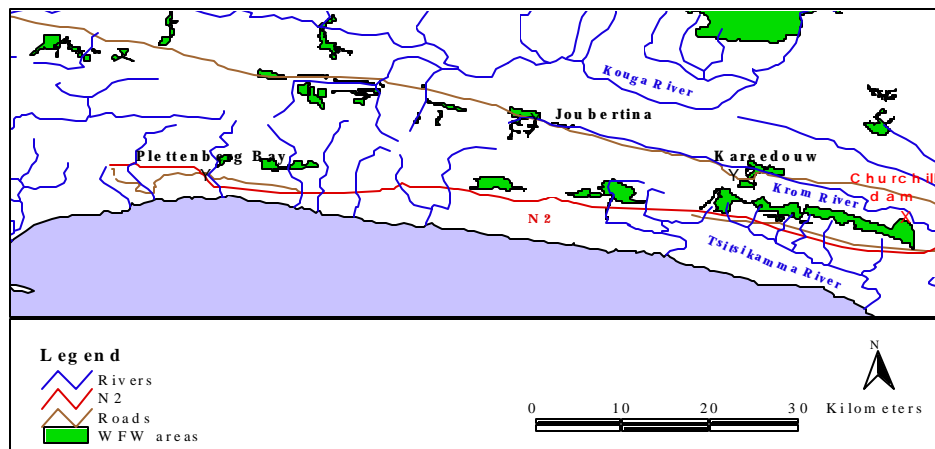 Kouga River
Joubertina
Plettenberg Bay
Kareedouw
Y
Y
Churchill
dam
X
Krom River
N2
Tsitsikamma River
Legend
Rivers
N2
Roads
WFW areas
N
0 10 20 30 Kilometers